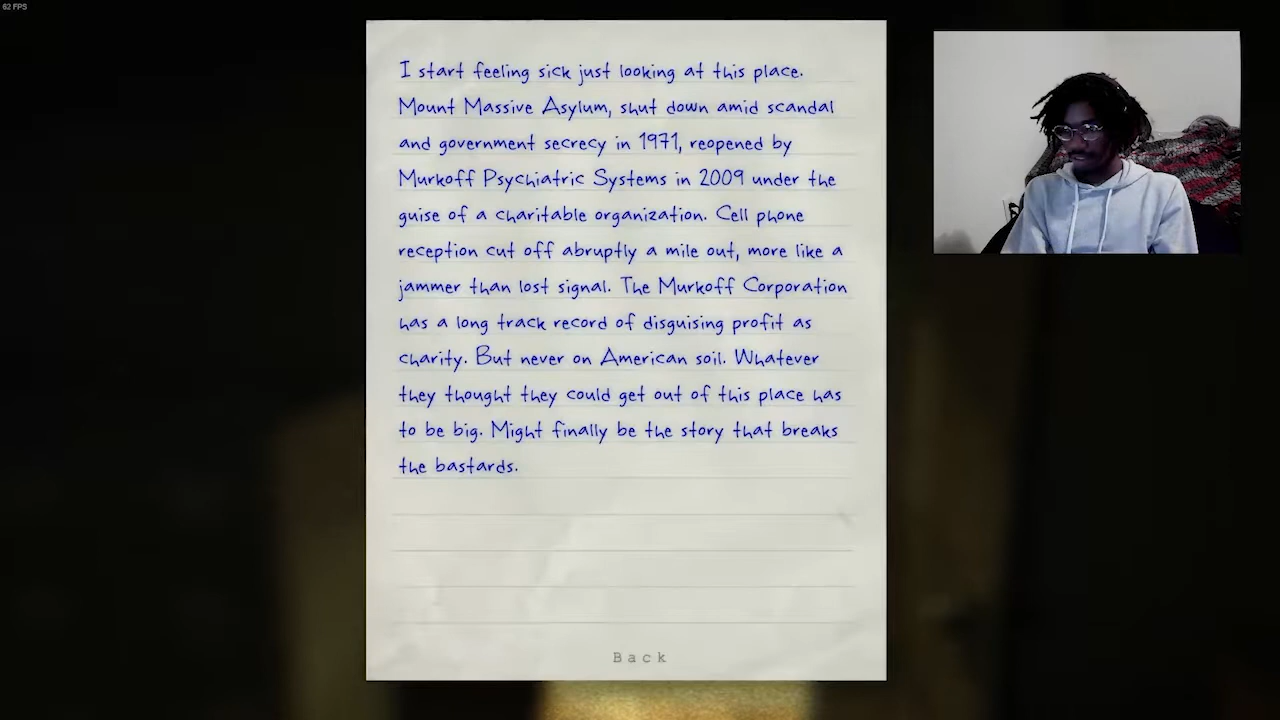 62 FPS
I start feeling sick just looking at this place.
Mount Massive Asylum, shut down amid scandal
and government secrecy in 1971, reopened by
Murkoff Psychiatric Systems in 2009 under the
guise of a charitable organization. Cell phone
reception cut off abruptly a mile out, more like a
jammer than lost signal. The Murkoff Corporation
has a long track record of disguising profit as
charity. But never on American soil. Whatever
they thought they could get out of this place has
to be big. Might finally be the story that breaks
the bastards.
Back